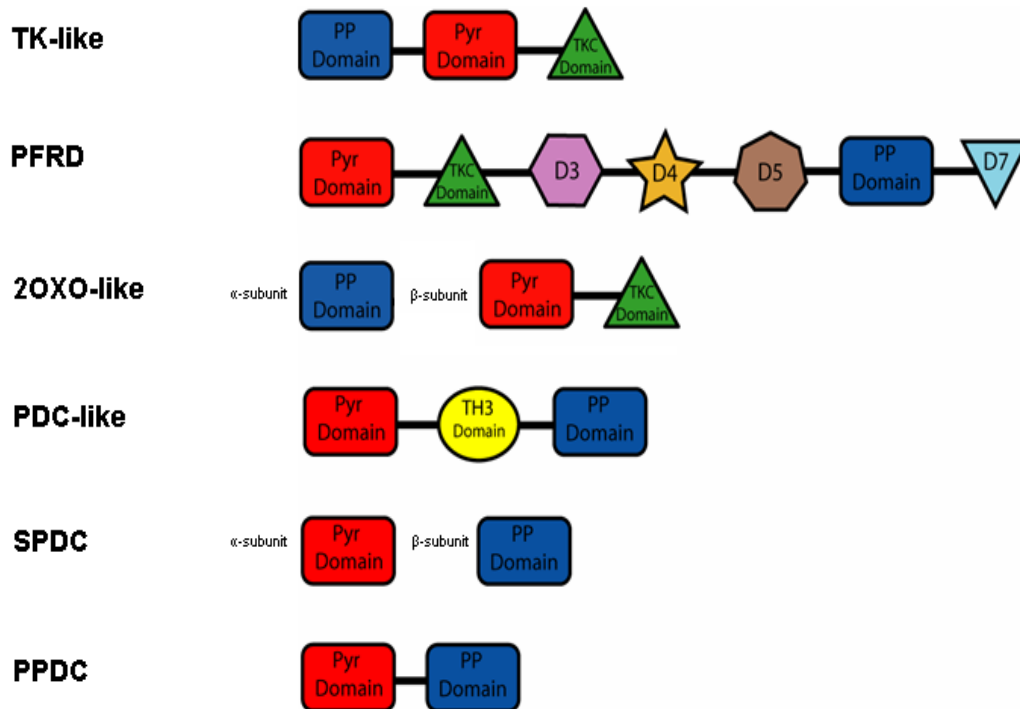 TK-like
PP
Domain
Pyr
Domain
TKC
Domain
PFRD
Pyr
Domain
TKC
Domain
D3
D4
D5
PP
Domain
D7
2OXO-like
α-subunit
PP
Domain
β-subunit
Pyr
Domain
TKC
Domain
PDC-like
Pyr
Domain
TH3
Domain
PP
Domain
SPDC
α-subunit
Pyr
Domain
β-subunit
PP
Domain
PPDC
Pyr
Domain
PP
Domain